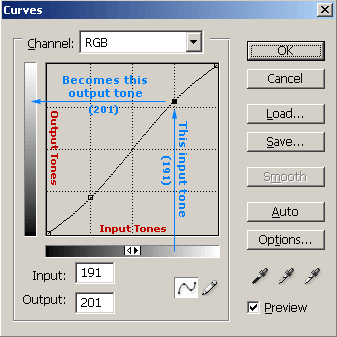 Curves
Channel: RGB
OK
Cancel
Load...
Save...
Smooth
Auto
Options...
Preview
Becomes this
output tone
(201)
Output Tones
This input tone
(191)
Input Tones
Input: 191
Output: 201